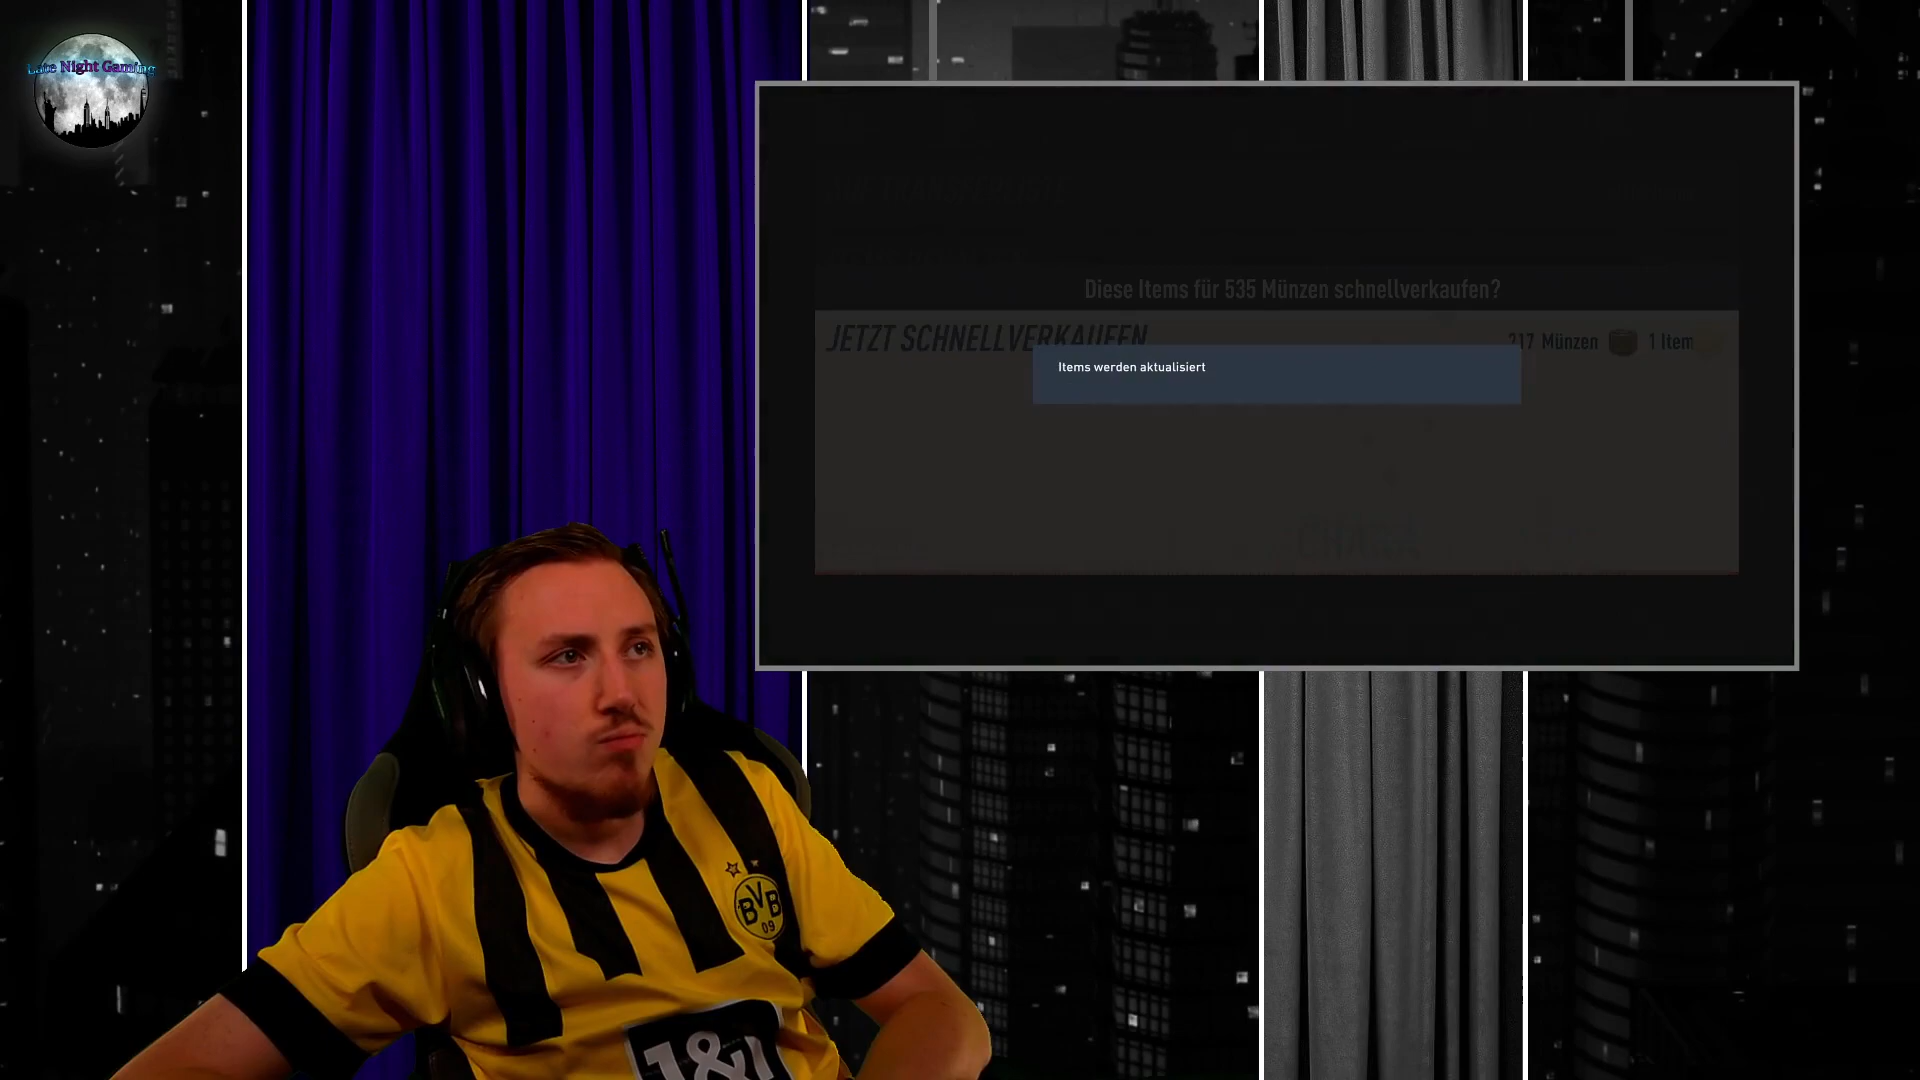 Late Night Gaming
Diese Items für 535 Münzen schnellverkaufen?
JETZT SCHNELLVERKAUFEN
217 Münzen 1 Item
Items werden aktualisiert
BVB
09
1&1